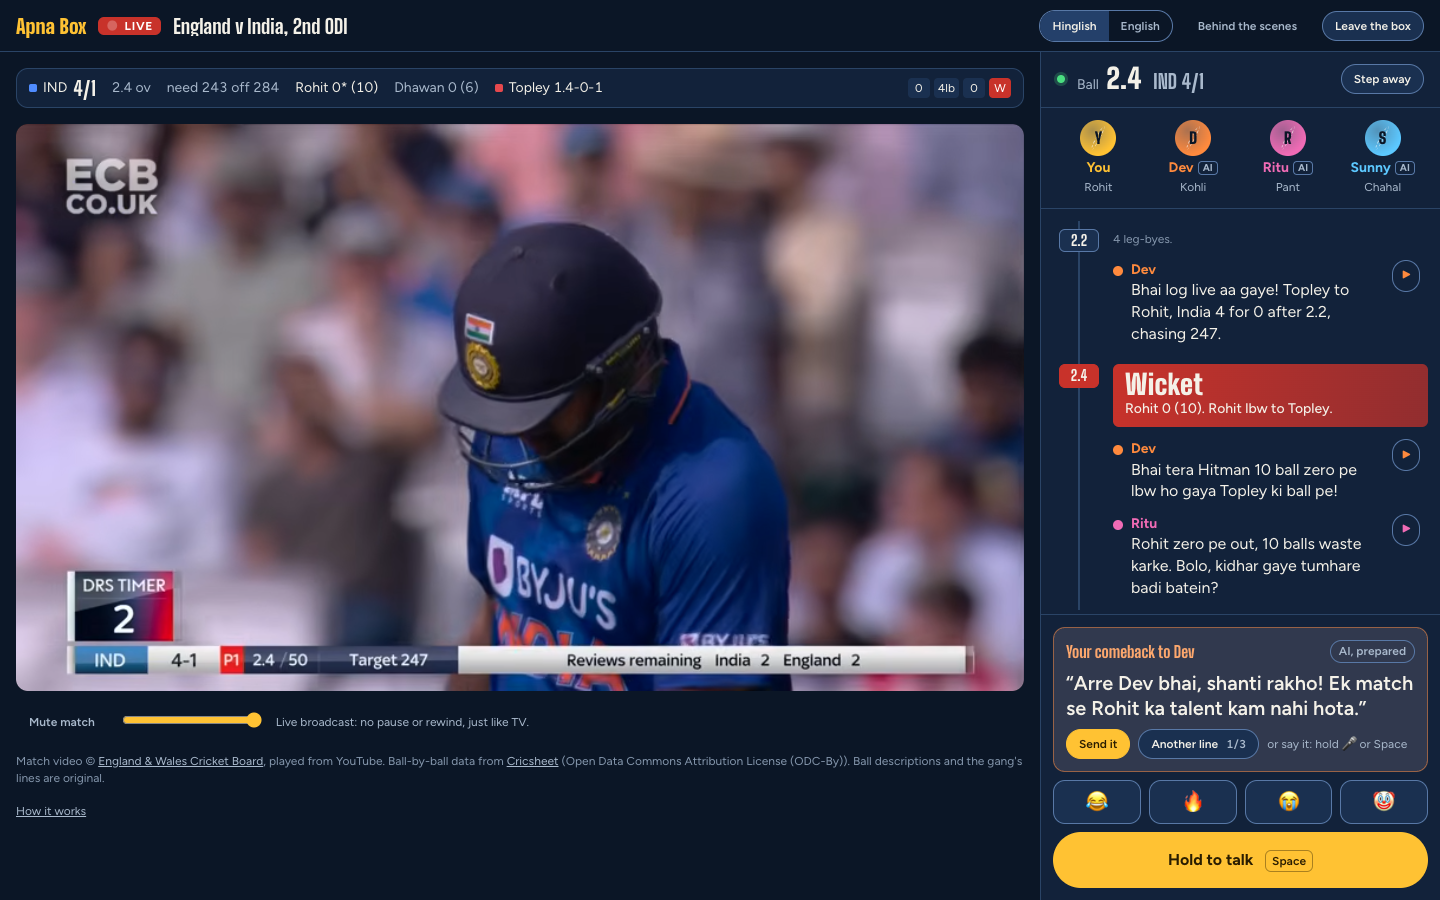 Apna Box LIVE England v India, 2nd ODI
Hinglish English Behind the scenes Leave the box
IND 4/1 2.4 ov need 243 off 284 Rohit 0* (10) Dhawan 0 (6) Topley 1.4-0-1 0 4lb 0 W
ECB
CO.UK
BYJU'S
DRS TIMER
2
IND 4-1 P1 2.4 / 50 Target 247 Reviews remaining India 2 England 2
Mute match Live broadcast: no pause or rewind, just like TV.
Match video © England & Wales Cricket Board, played from YouTube. Ball-by-ball data from Cricsheet (Open Data Commons Attribution License (ODC-By)). Ball descriptions and the gang's
lines are original.
How it works
Ball 2.4 IND 4/1 Step away
Y D R S
You Dev AI Ritu AI Sunny AI
Rohit Kohli Pant Chahal
2.2 4 leg-byes.
Dev
Bhai log live aa gaye! Topley to
Rohit, India 4 for 0 after 2.2,
chasing 247.
2.4 Wicket
Rohit 0 (10). Rohit lbw to Topley.
Dev
Bhai tera Hitman 10 ball zero pe
lbw ho gaya Topley ki ball pe!
Ritu
Rohit zero pe out, 10 balls waste
karke. Bolo, kidhar gaye tumhare
badi batein?
Your comeback to Dev AI, prepared
“Arre Dev bhai, shanti rakho! Ek match
se Rohit ka talent kam nahi hota.”
Send it Another line 1/3 or say it: hold 🎤 or Space
Hold to talk Space